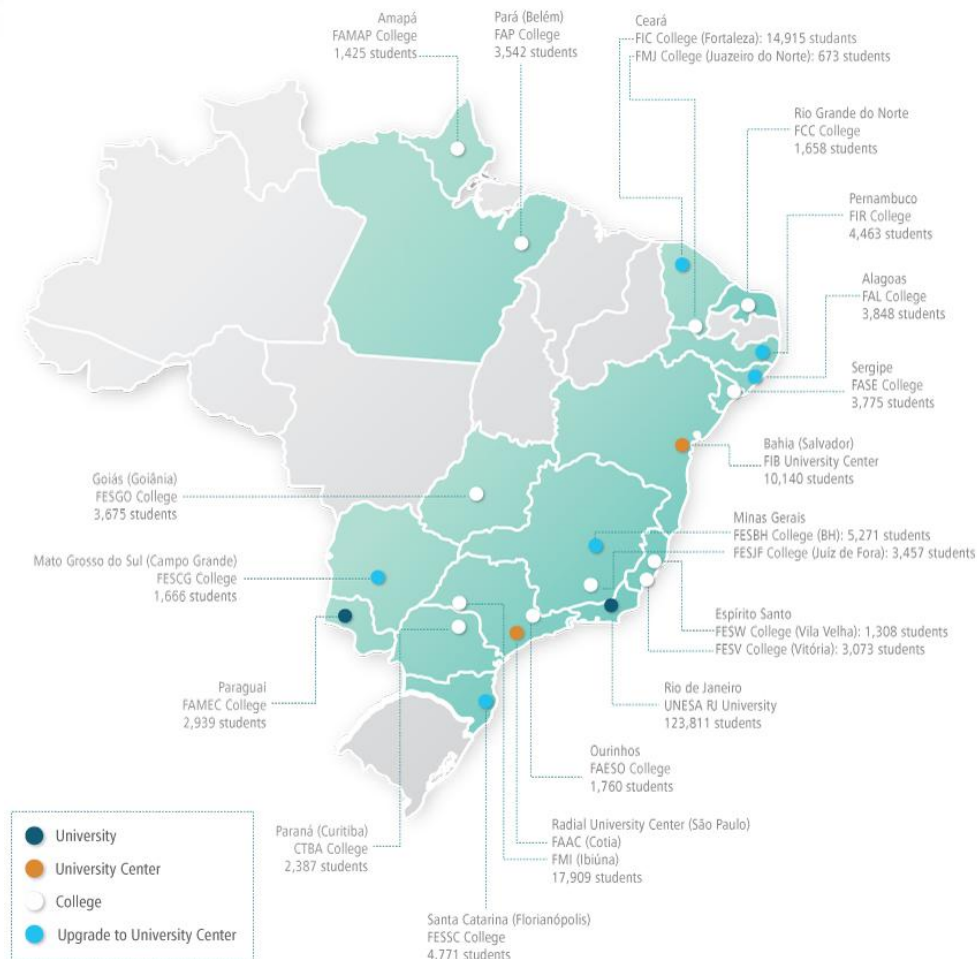 Amapá
FAMAP College
1,425 students
Pará (Belém)
FAP College
3,542 students
Ceará
FIC College (Fortaleza): 14,915 studants
FMJ College (Juazeiro do Norte): 673 students
Rio Grande do Norte
FCC College
1,658 students
Pernambuco
FIR College
4,463 students
Alagoas
FAL College
3,848 students
Sergipe
FASE College
3,775 students
Bahia (Salvador)
FIB University Center
10,140 students
Goiás (Goiânia)
FESGO College
3,675 students
Minas Gerais
FESBH College (BH): 5,271 students
FESJF College (Juíz de Fora): 3,457 students
Mato Grosso do Sul (Campo Grande)
FESCG College
1,666 students
Espírito Santo
FESW College (Vila Velha): 1,308 students
FESV College (Vitória): 3,073 students
Paraguai
FAMEC College
2,939 students
Rio de Janeiro
UNESA RJ University
123,811 students
Ourinhos
FAESO College
1,760 students
Paraná (Curitiba)
CTBA College
2,387 students
Radial University Center (São Paulo)
FAAC (Cotia)
FMI (Ibiúna)
17,909 students
Santa Catarina (Florianópolis)
FESSC College
4,771 students
University
University Center
College
Upgrade to University Center